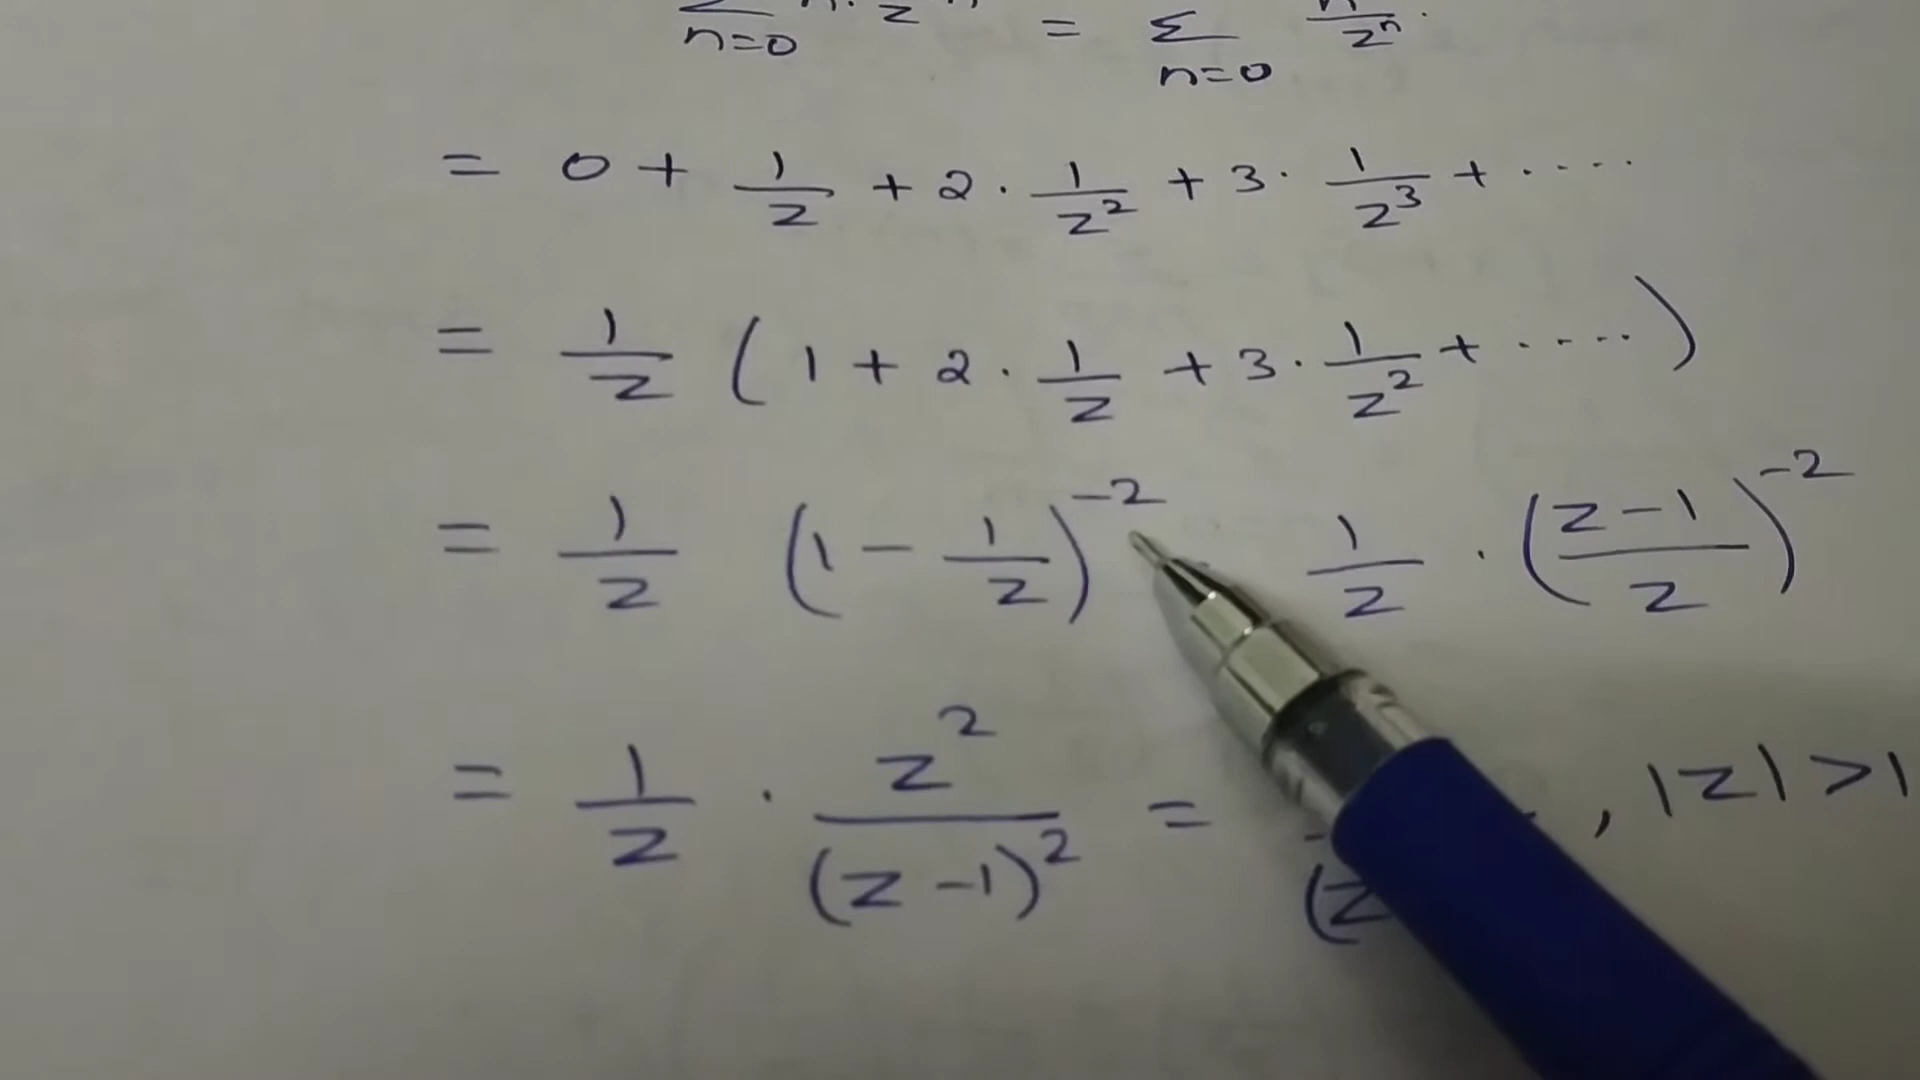 Σ n=0 n · z = Σ n=0 n/zⁿ
= 0 + 1/z + 2 · 1/z² + 3 · 1/z³ + ....
= 1/z (1 + 2 · 1/z + 3 · 1/z² + ....)
= 1/z (1 - 1/z)⁻² 1/z · ((z-1)/z)⁻²
= 1/z · z²/(z-1)² = (z , |z| > 1